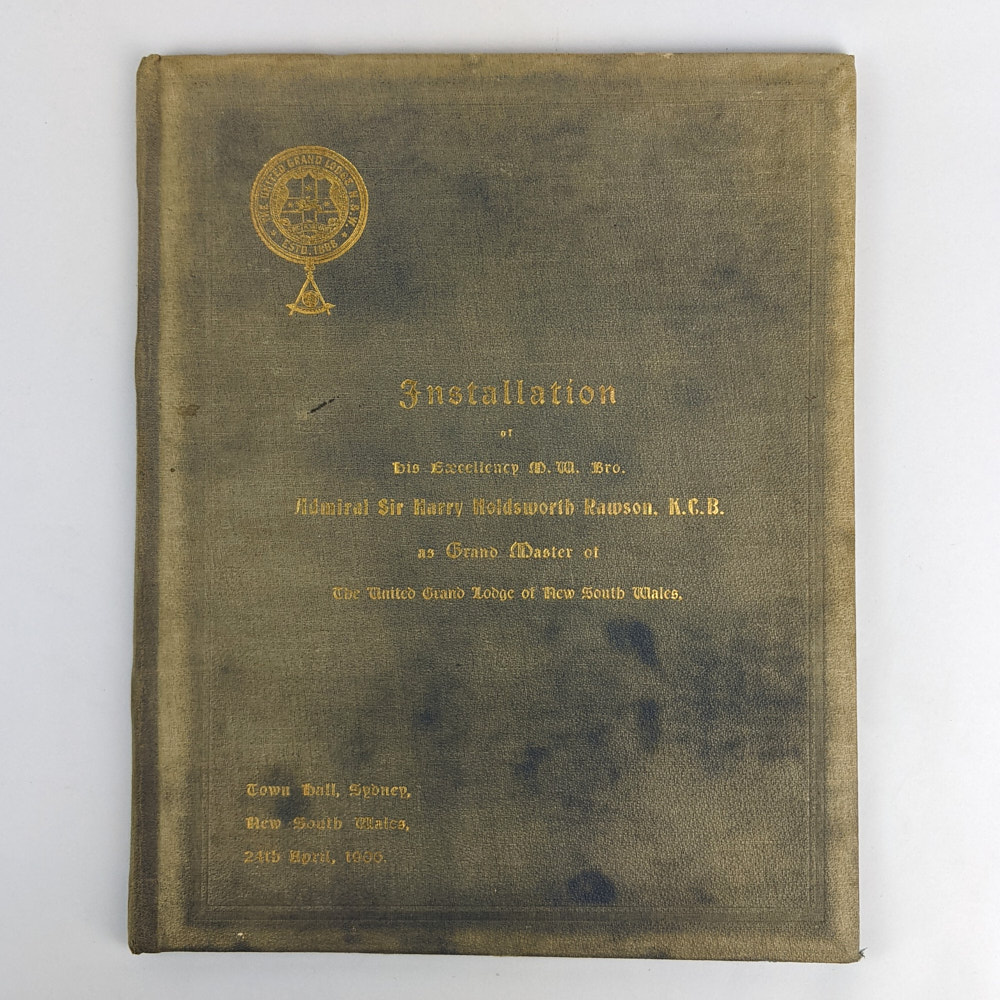 THE UNITED GRAND LODGE N.S.W.
ESTD. 1888
Installation
of
His Excellency M. W. Bro.
Admiral Sir Harry Holdsworth Rawson, K.C.B.
as Grand Master of
The United Grand Lodge of New South Wales.
Town Hall, Sydney,
New South Wales,
24th April,